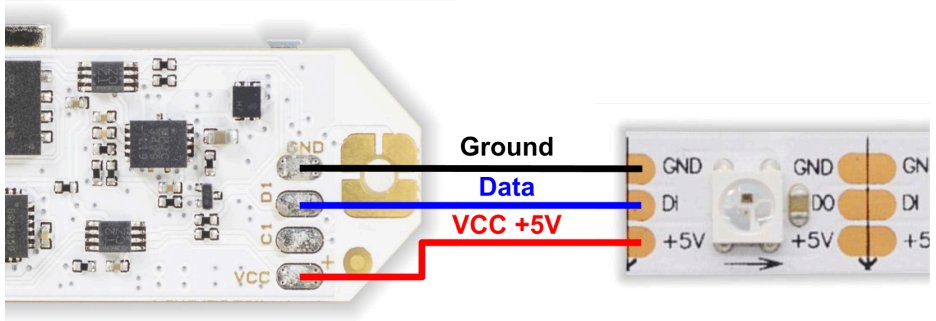 Ground
Data
VCC +5V
GND
D1
C1
VCC
+
GND
DI
+5V
GND
DO
+5V
GN
DI
+5